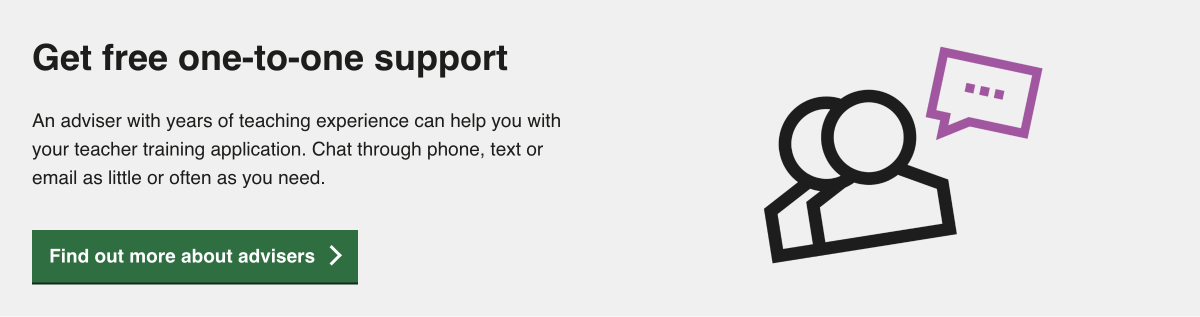 Get free one-to-one support
An adviser with years of teaching experience can help you with
your teacher training application. Chat through phone, text or
email as little or often as you need.
Find out more about advisers